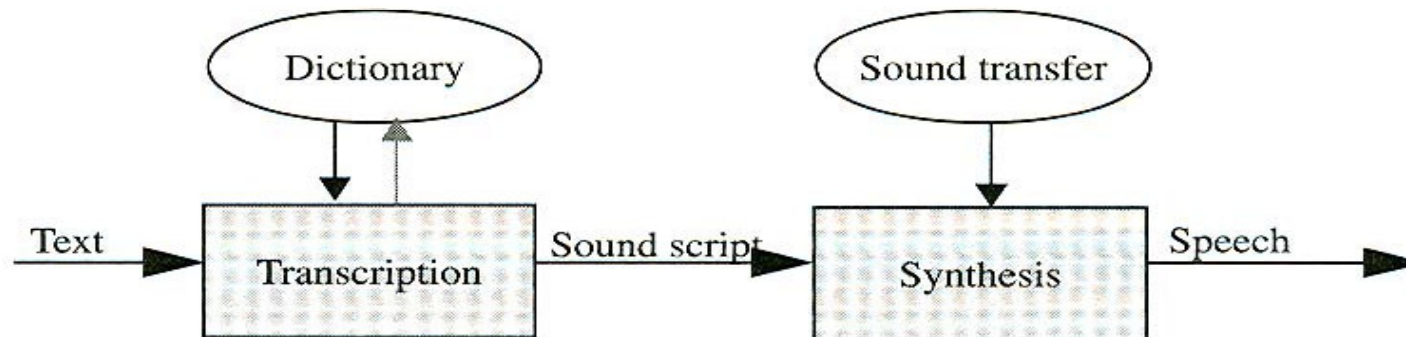 Dictionary
Sound transfer
Text
Transcription
Sound script
Synthesis
Speech